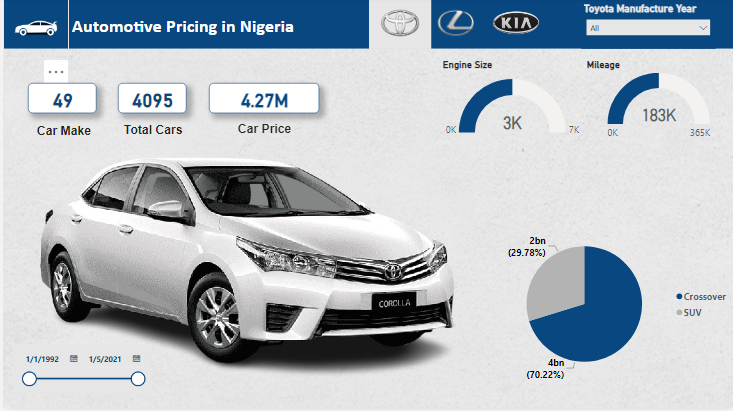 Automotive Pricing in Nigeria
KIA
Toyota Manufacture Year
All
...
49
Car Make
4095
Total Cars
4.27M
Car Price
Engine Size
3K
0K
7K
Mileage
183K
0K
365K
COROLLA
1/1/1992
1/5/2021
2bn
(29.78%)
4bn
(70.22%)
Crossover
SUV